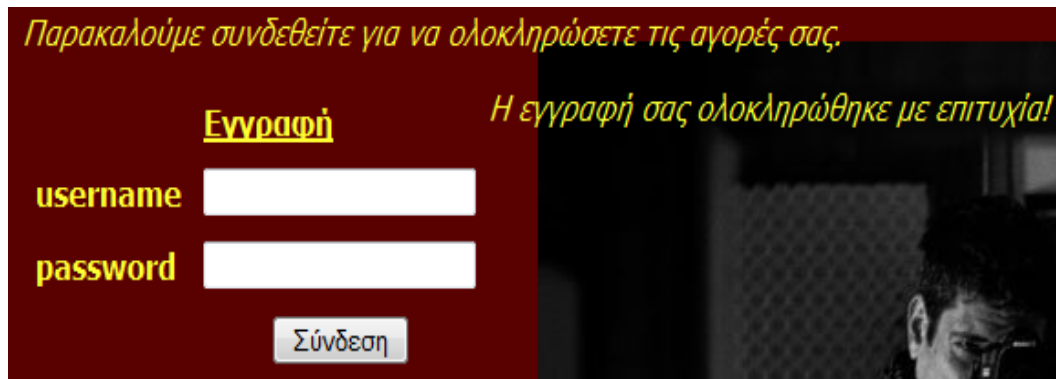 Παρακαλούμε συνδεθείτε για να ολοκληρώσετε τις αγορές σας.
Η εγγραφή σας ολοκληρώθηκε με επιτυχία!
Εγγραφή
username
password
Σύνδεση